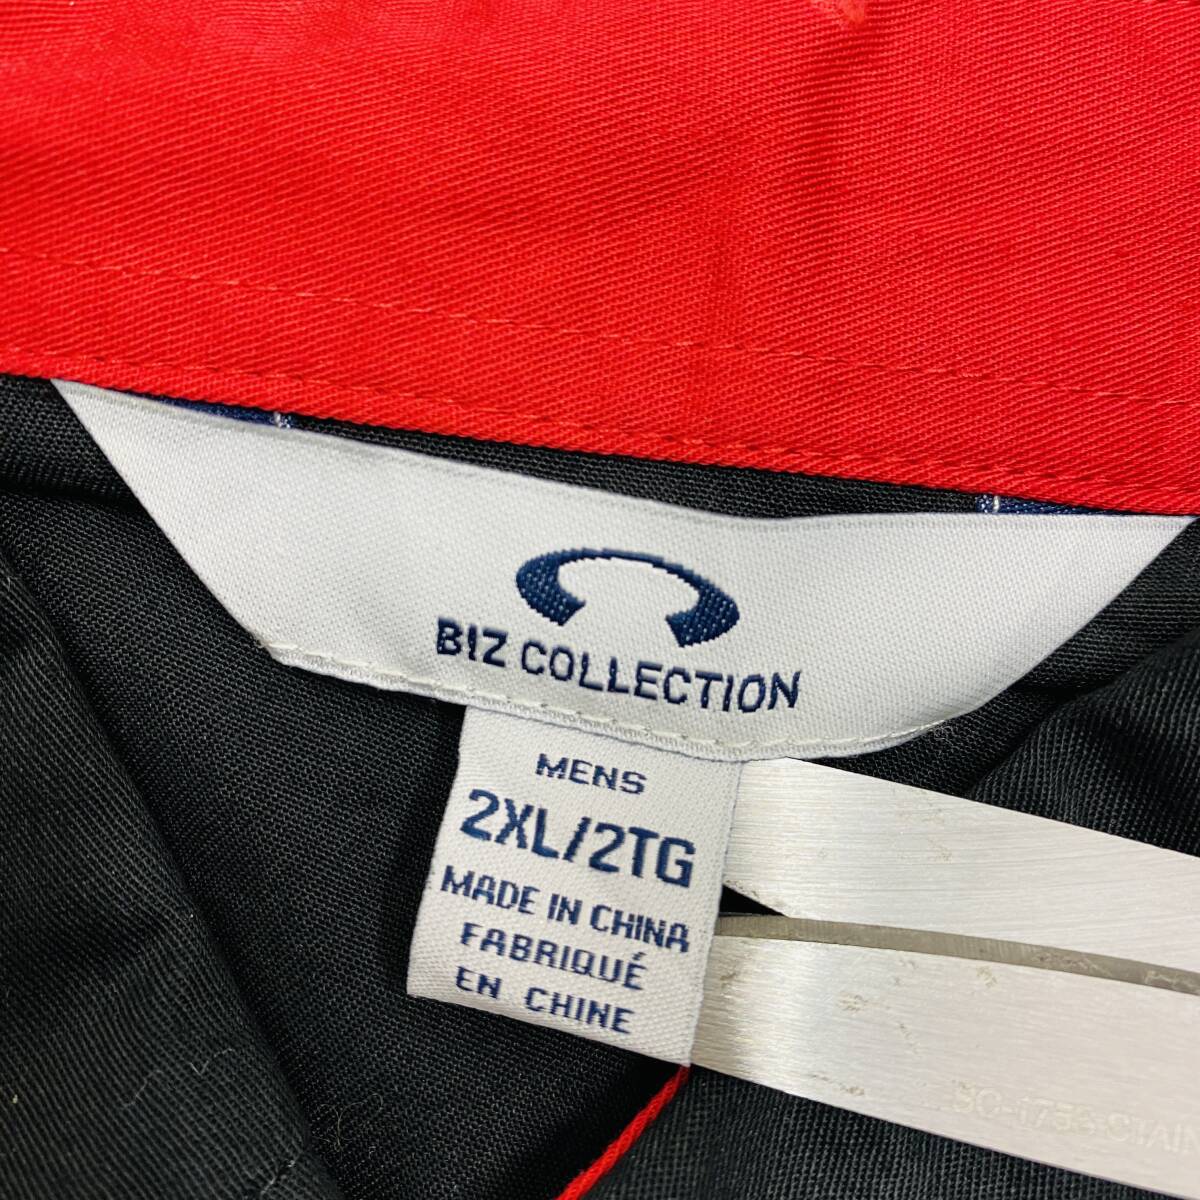 BIZ COLLECTION
MENS
2XL/2TG
MADE IN CHINA
FABRIQUÉ
EN CHINE